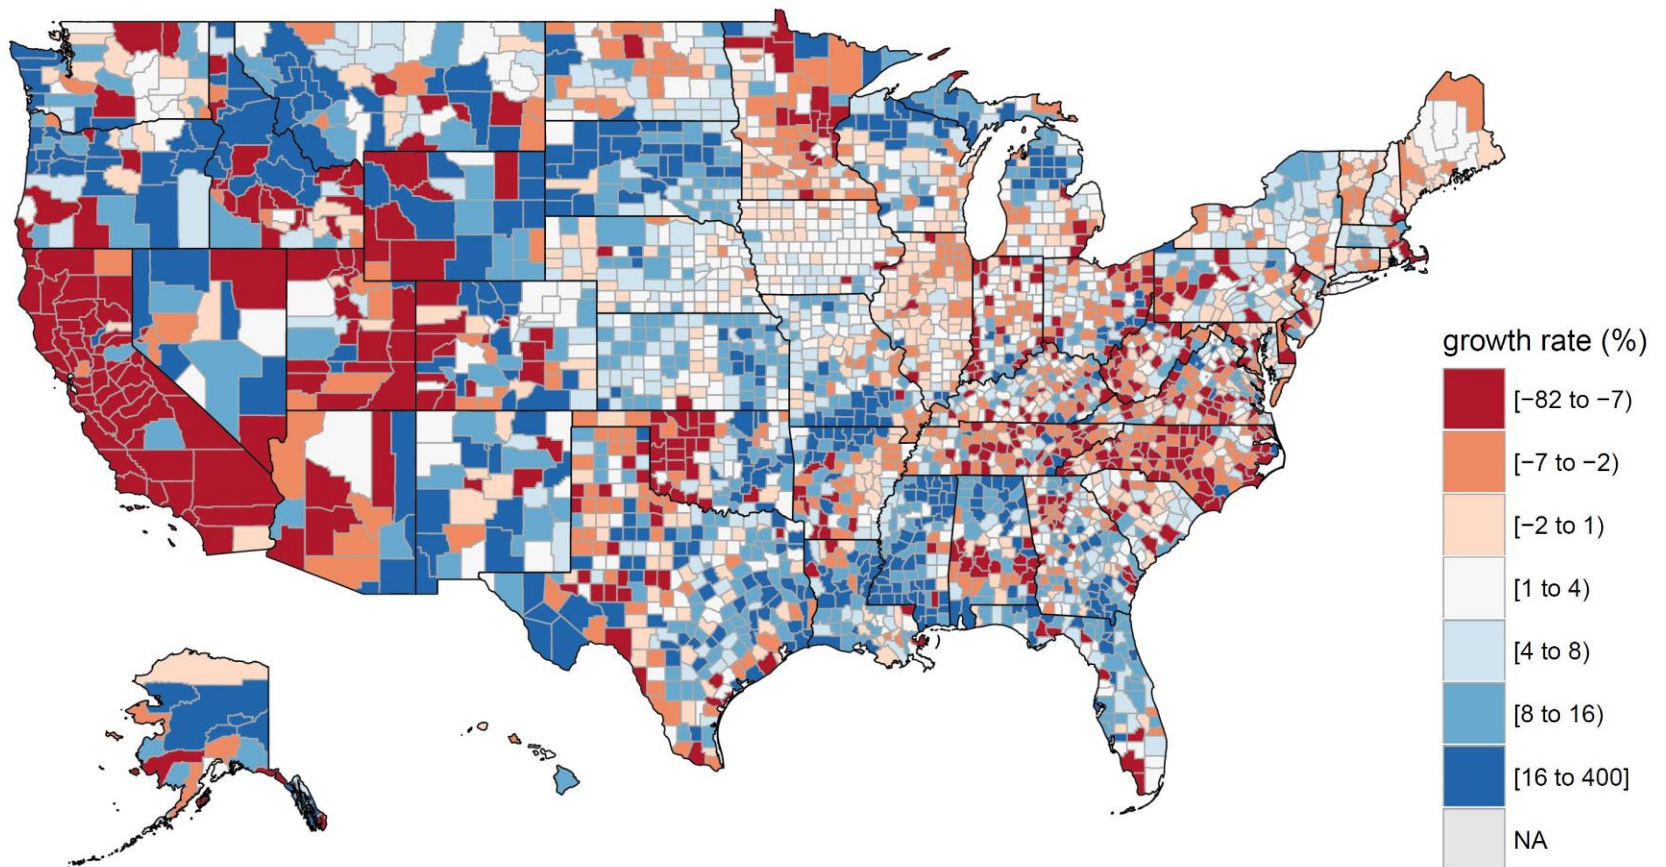 growth rate (%)
[−82 to −7)
[−7 to −2)
[−2 to 1)
[1 to 4)
[4 to 8)
[8 to 16)
[16 to 400]
NA